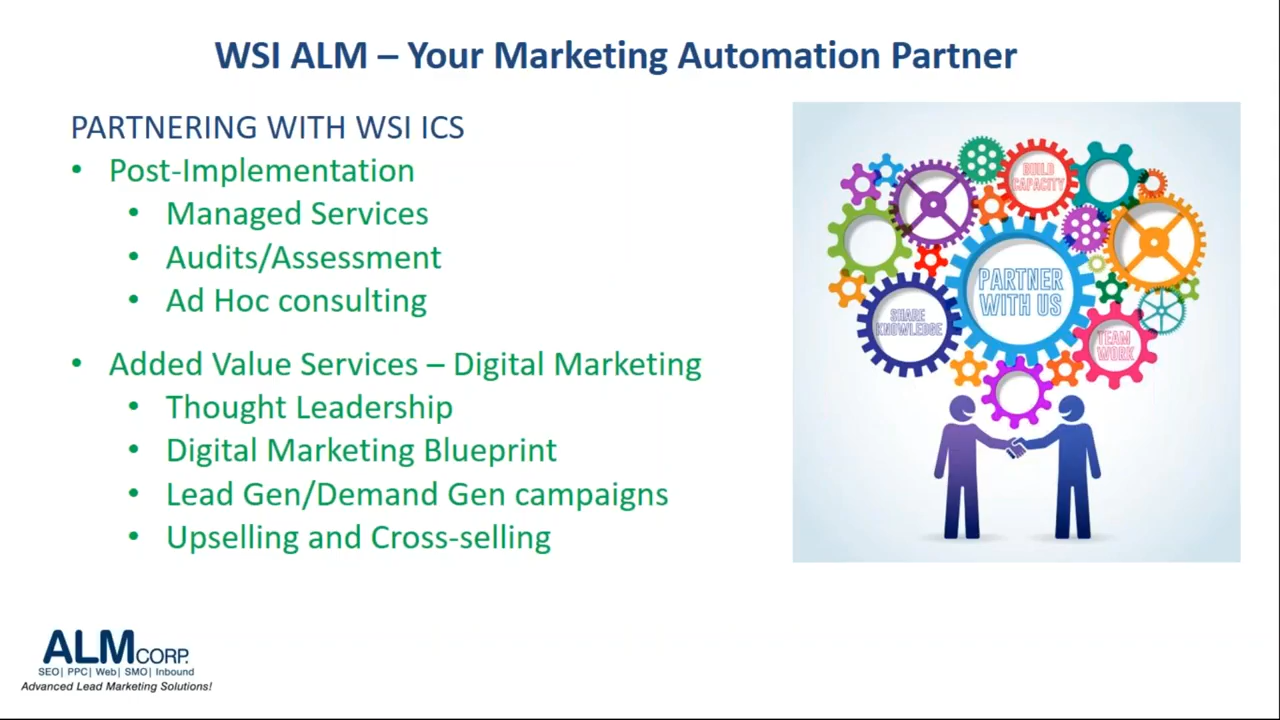 WSI ALM – Your Marketing Automation Partner
PARTNERING WITH WSI ICS
• Post-Implementation
• Managed Services
• Audits/Assessment
• Ad Hoc consulting
• Added Value Services – Digital Marketing
• Thought Leadership
• Digital Marketing Blueprint
• Lead Gen/Demand Gen campaigns
• Upselling and Cross-selling
BUILD
CAPACITY
PARTNER
WITH US
SHARE
KNOWLEDGE
TEAM
WORK
ALM CORP.
SEO| PPC| Web| SMO| Inbound
Advanced Lead Marketing Solutions!